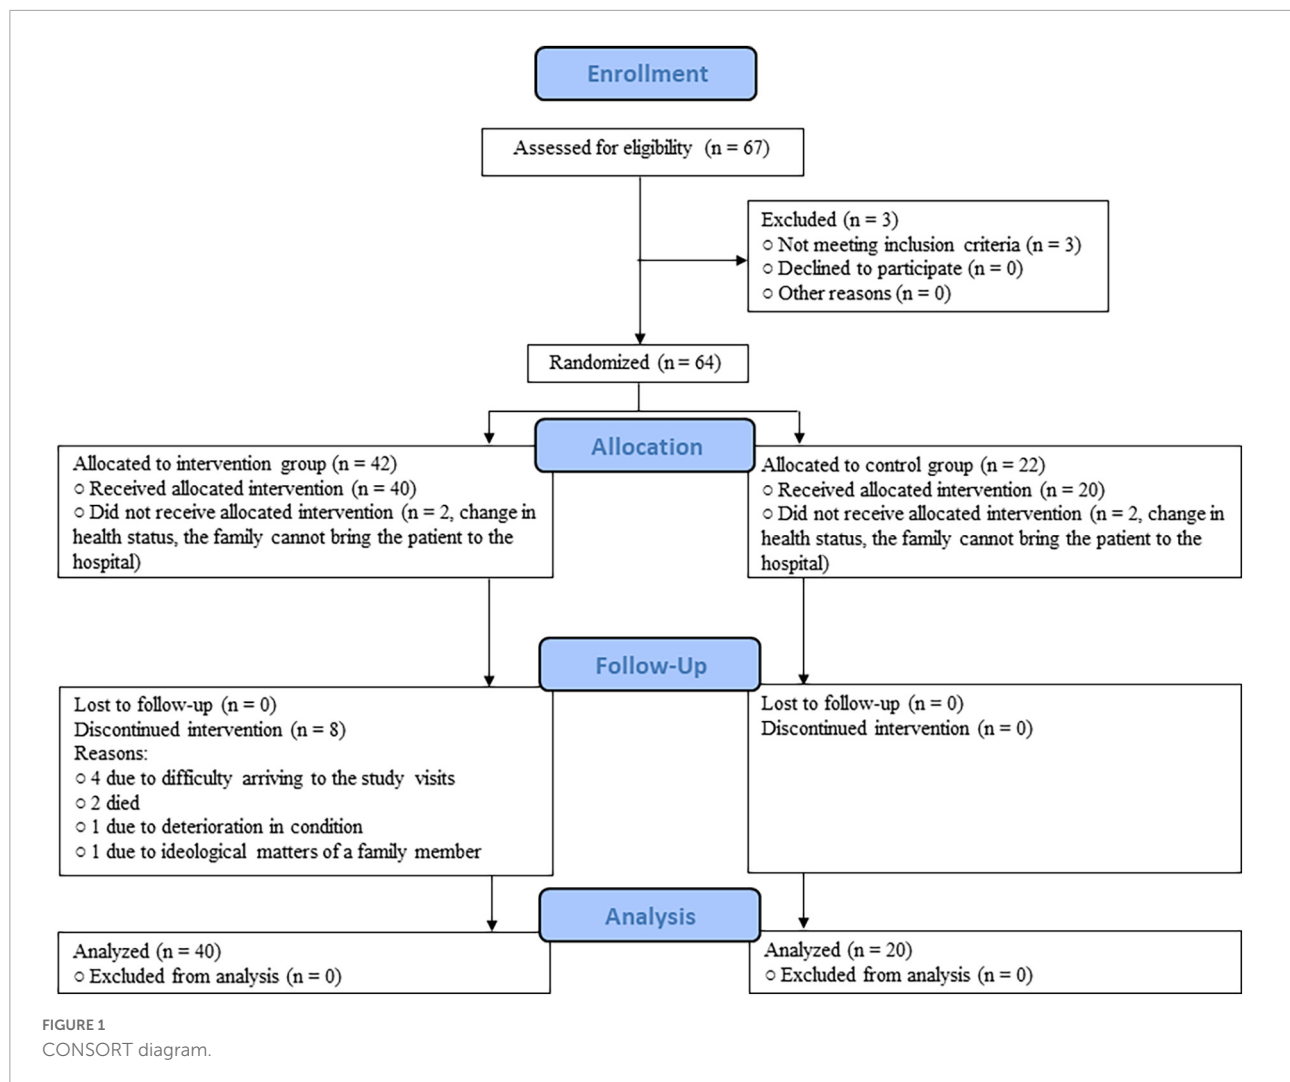 Enrollment
Assessed for eligibility (n = 67)
Excluded (n = 3)
○ Not meeting inclusion criteria (n = 3)
○ Declined to participate (n = 0)
○ Other reasons (n = 0)
Randomized (n = 64)
Allocation
Allocated to intervention group (n = 42)
○ Received allocated intervention (n = 40)
○ Did not receive allocated intervention (n = 2, change in
health status, the family cannot bring the patient to the
hospital)
Allocated to control group (n = 22)
○ Received allocated intervention (n = 20)
○ Did not receive allocated intervention (n = 2, change in
health status, the family cannot bring the patient to the
hospital)
Follow-Up
Lost to follow-up (n = 0)
Discontinued intervention (n = 8)
Reasons:
○ 4 due to difficulty arriving to the study visits
○ 2 died
○ 1 due to deterioration in condition
○ 1 due to ideological matters of a family member
Lost to follow-up (n = 0)
Discontinued intervention (n = 0)
Analysis
Analyzed (n = 40)
○ Excluded from analysis (n = 0)
Analyzed (n = 20)
○ Excluded from analysis (n = 0)
FIGURE 1
CONSORT diagram.